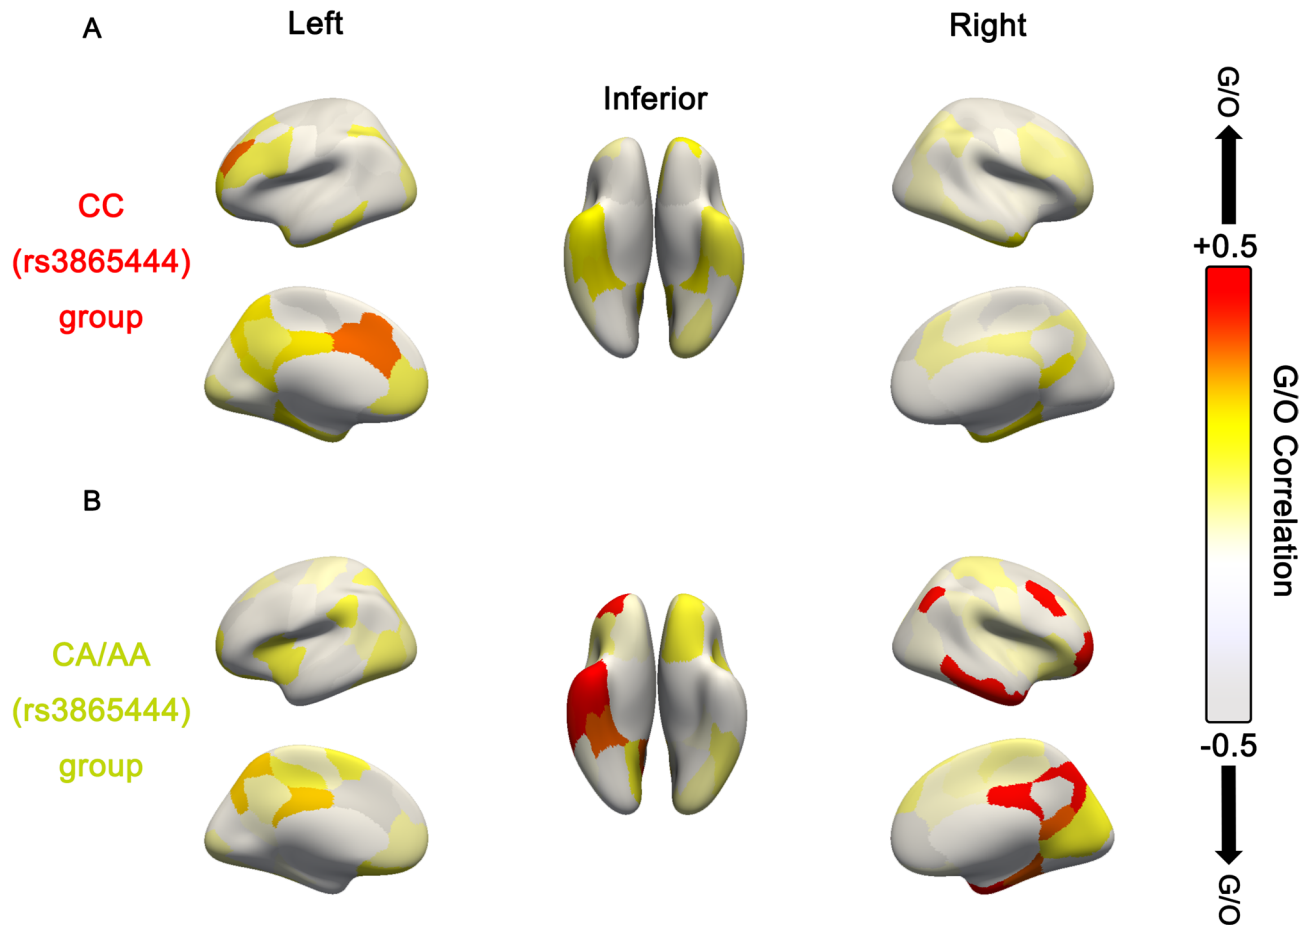 A
Left
Right
Inferior
CC
(rs3865444)
group
G/O
+0.5
G/O Correlation
-0.5
G/O
B
CA/AA
(rs3865444)
group